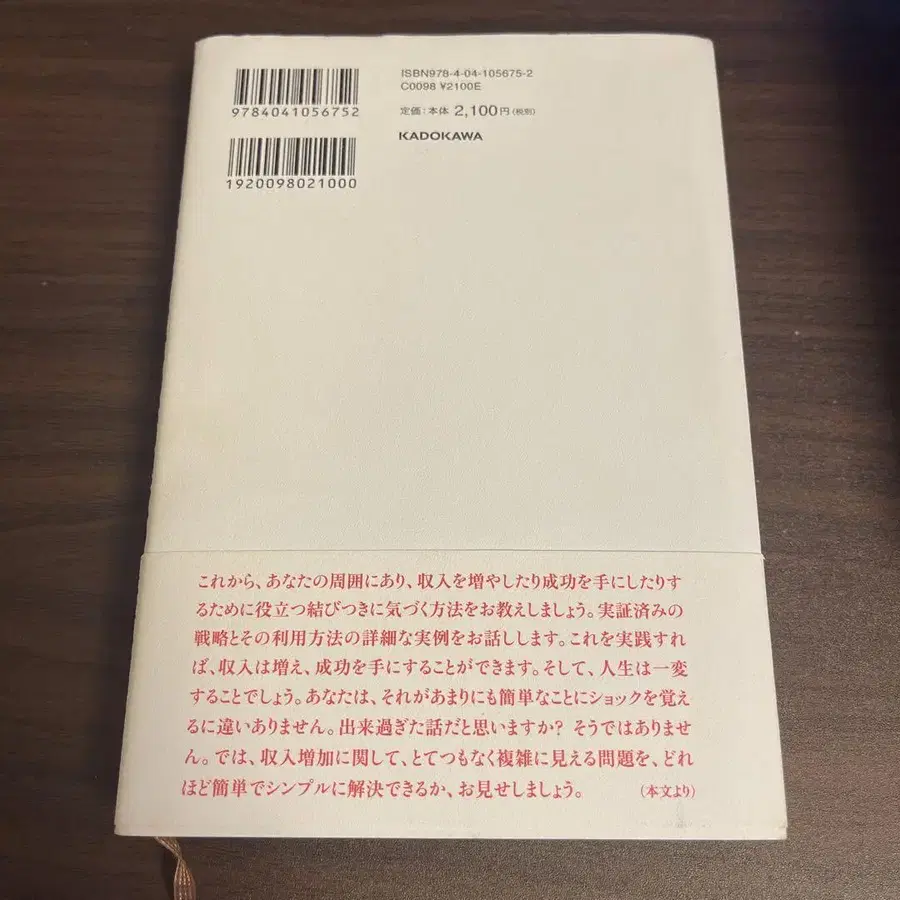 9784041056752
1920098021000
ISBN978-4-04-105675-2
C0098 ¥2100E
定価：本体 2,100円（税別）
KADOKAWA
これから、あなたの周囲にあり、収入を増やしたり成功を手にしたりす
るために役立つ結びつきに気づく方法をお教えしましょう。実証済みの
戦略とその利用方法の詳細な実例をお話しします。これを実践すれ
ば、収入は増え、成功を手にすることができます。そして、人生は一変
することでしょう。あなたは、それがあまりにも簡単なことにショックを覚え
るに違いありません。出来過ぎた話だと思いますか? そうではありませ
ん。では、収入増加に関して、とてつもなく複雑に見える問題を、どれ
ほど簡単でシンプルに解決できるか、お見せしましょう。 （本文より）